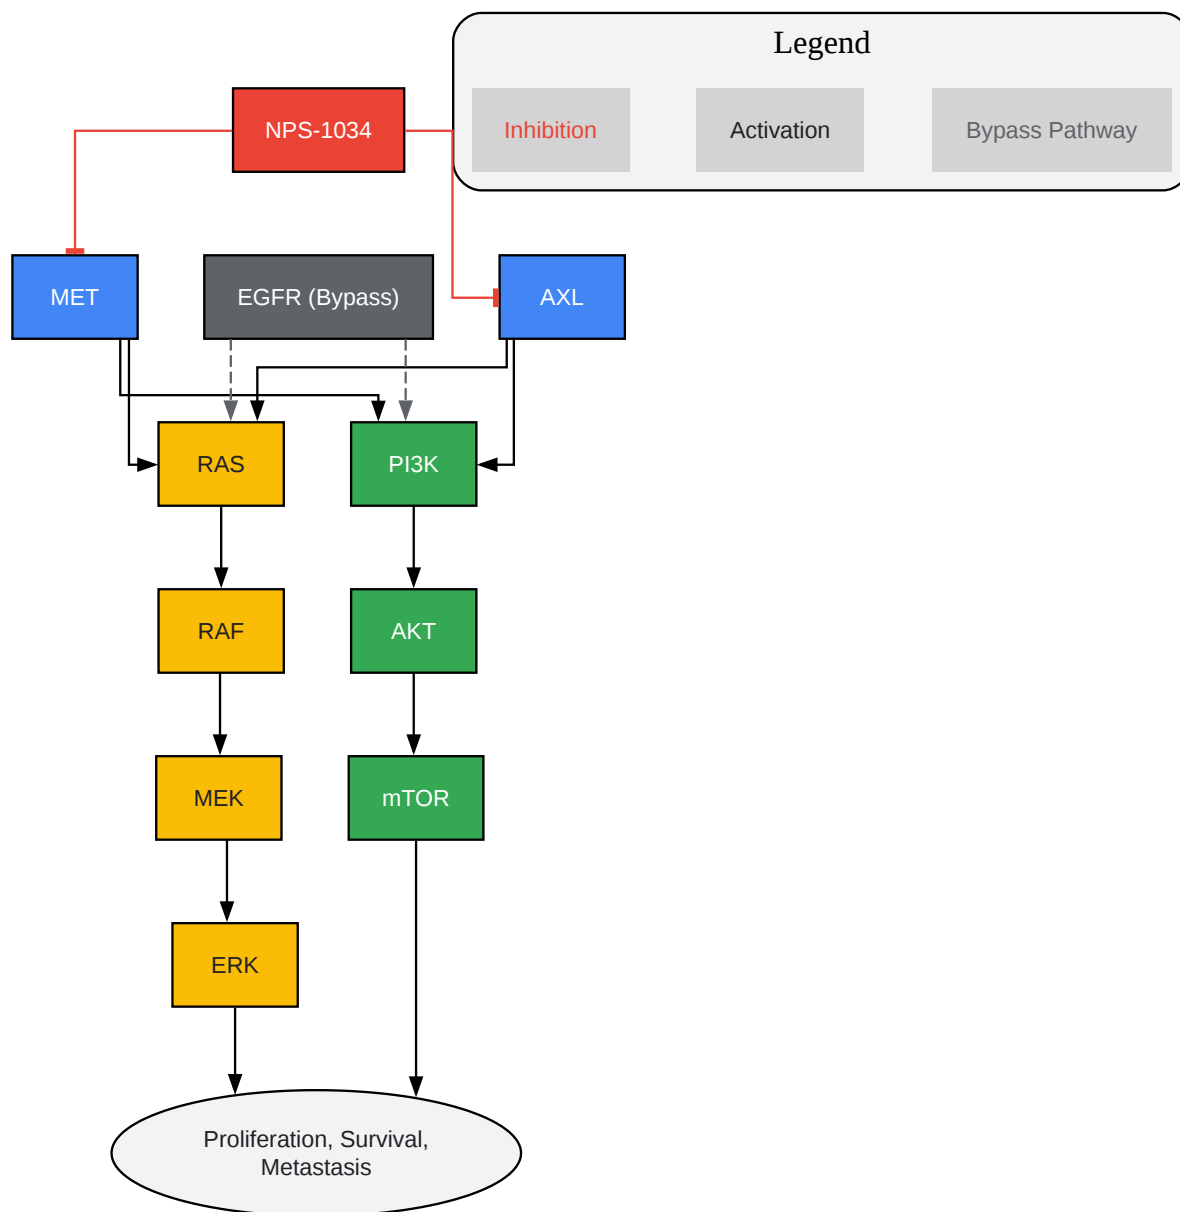 Legend
NPS-1034
Inhibition
Activation
Bypass Pathway
MET
EGFR (Bypass)
AXL
RAS
PI3K
RAF
AKT
MEK
mTOR
ERK
Proliferation, Survival,
Metastasis